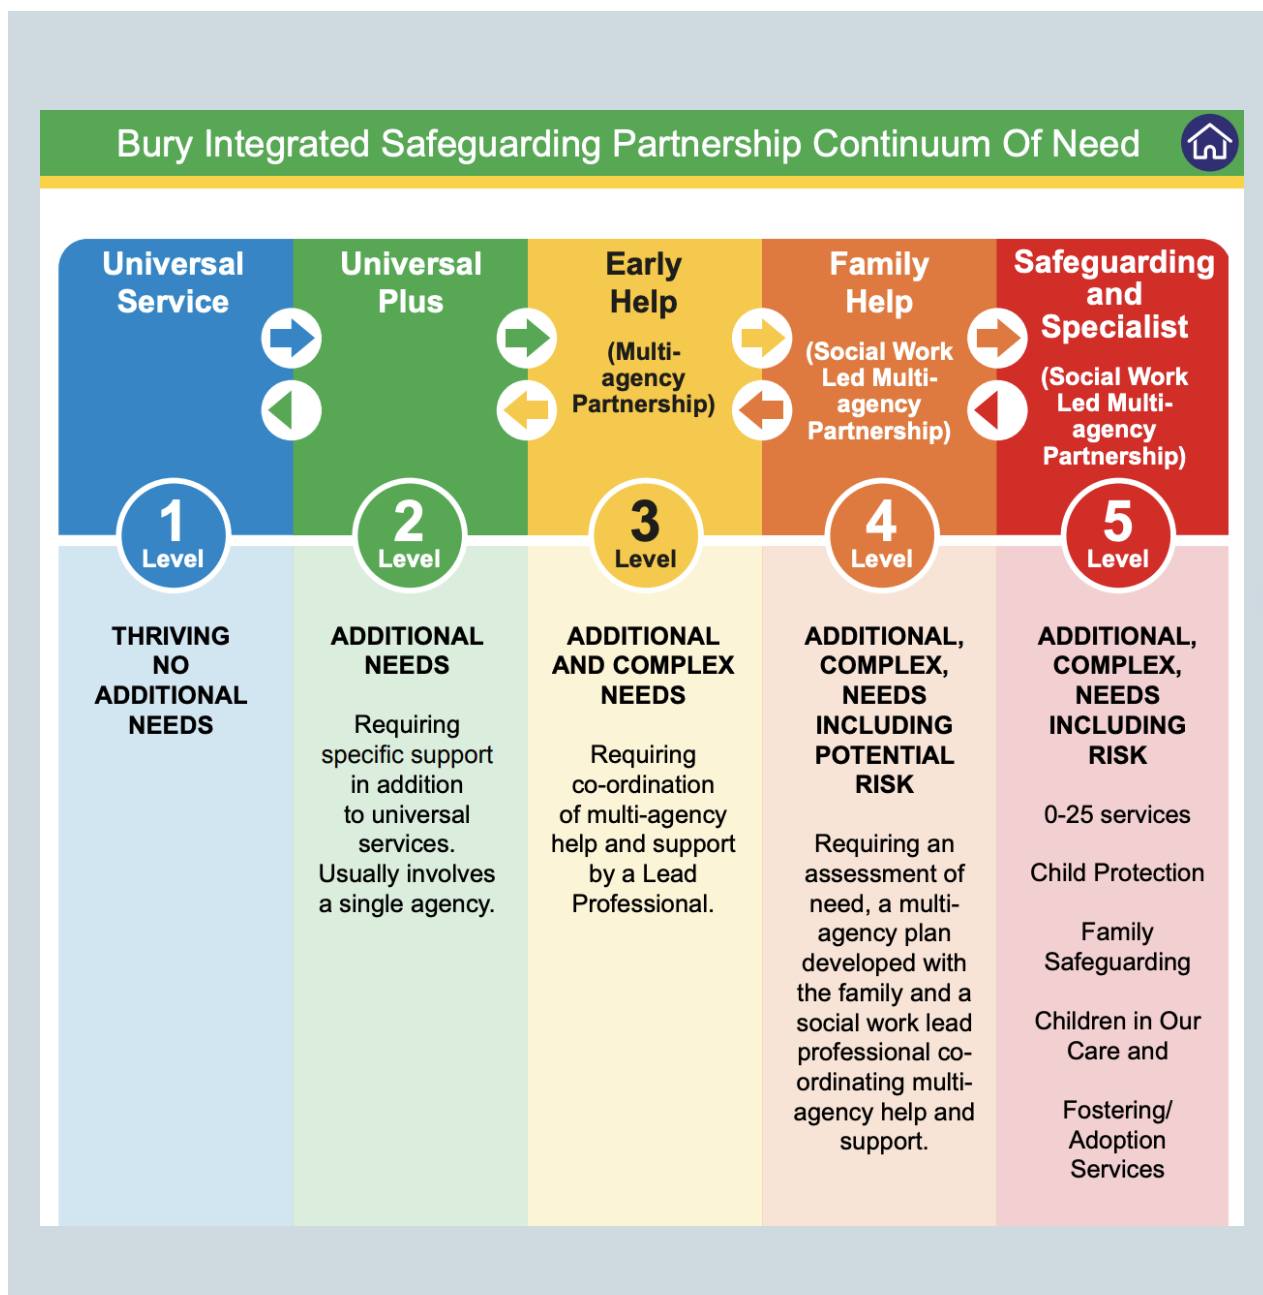 Bury Integrated Safeguarding Partnership Continuum Of Need
Universal
Service
1
Level
THRIVING
NO
ADDITIONAL
NEEDS
Universal
Plus
2
Level
ADDITIONAL
NEEDS
Requiring
specific support
in addition
to universal
services.
Usually involves
a single agency.
Early
Help
(Multi-
agency
Partnership)
3
Level
ADDITIONAL
AND COMPLEX
NEEDS
Requiring
co-ordination
of multi-agency
help and support
by a Lead
Professional.
Family
Help
(Social Work
Led Multi-
agency
Partnership)
4
Level
ADDITIONAL,
COMPLEX,
NEEDS
INCLUDING
POTENTIAL
RISK
Requiring an
assessment of
need, a multi-
agency plan
developed with
the family and a
social work lead
professional co-
ordinating multi-
agency help and
support.
Safeguarding
and
Specialist
(Social Work
Led Multi-
agency
Partnership)
5
Level
ADDITIONAL,
COMPLEX,
NEEDS
INCLUDING
RISK
0-25 services
Child Protection
Family
Safeguarding
Children in Our
Care and
Fostering/
Adoption
Services